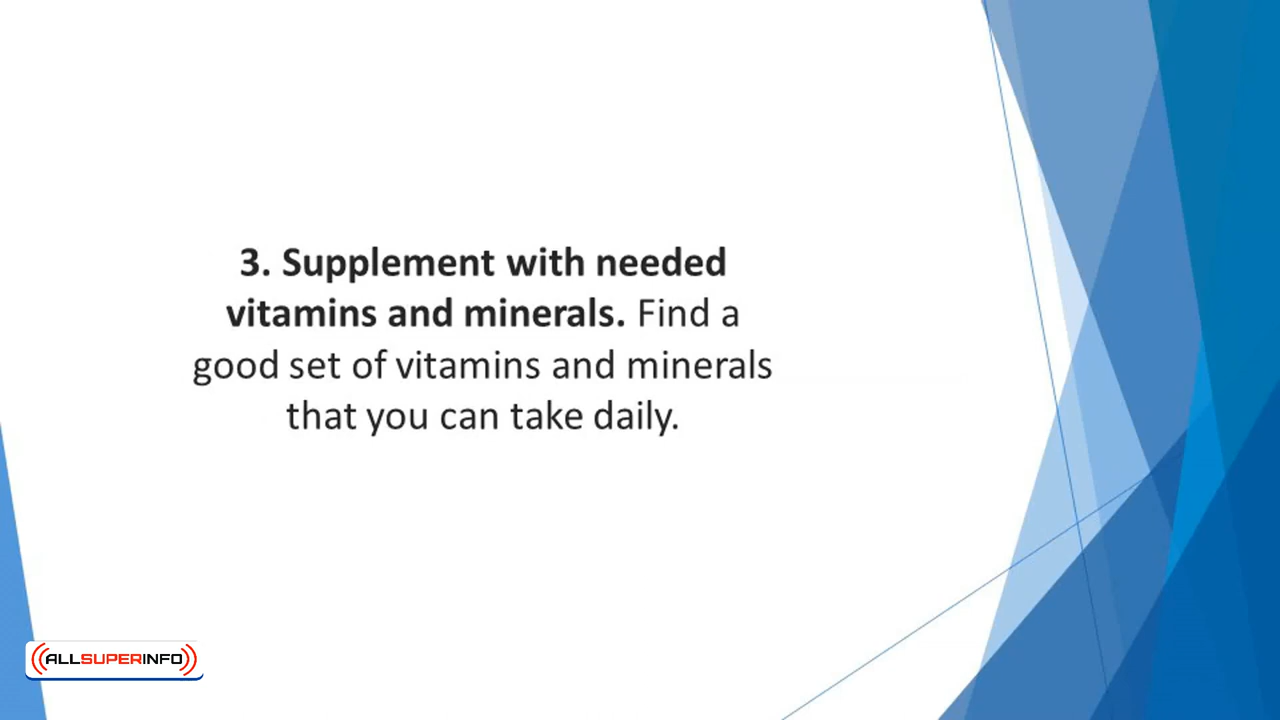 3. Supplement with needed
vitamins and minerals. Find a
good set of vitamins and minerals
that you can take daily.
ALLSUPERINFO